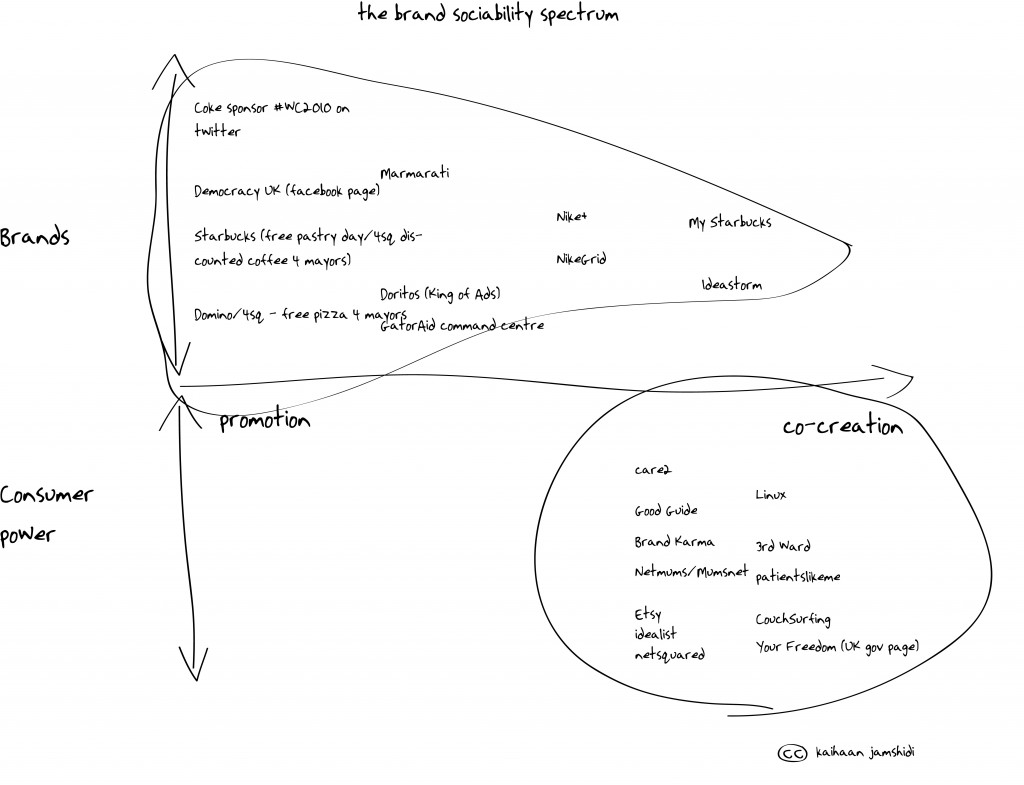 the brand sociability spectrum
Coke sponsor #WC2010 on
twitter
Marmarati
Democracy UK (facebook page)
Nike+
My Starbucks
Brands
Starbucks (free pastry day/4sq dis-
counted coffee 4 mayors)
NikeGrid
Ideastorm
Doritos (King of Ads)
Domino/4sq - free pizza 4 mayors
GatorAid command centre
promotion
co-creation
care2
Consumer
power
Linux
Good Guide
Brand Karma
3rd Ward
Netmums/Mumsnet
patientslikeme
Etsy
CouchSurfing
idealist
Your Freedom (UK gov page)
netsquared
cc kaihaan jamshidi